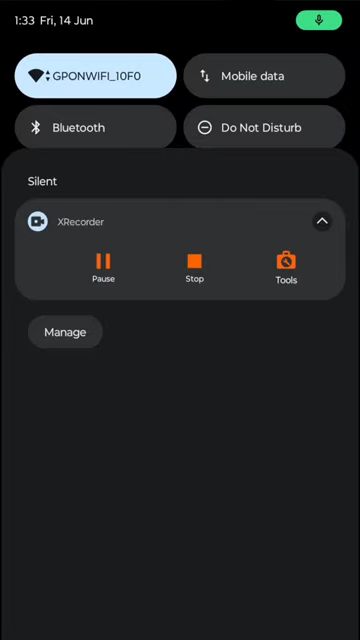 1:33 Fri, 14 Jun
GPONWIFI_10F0
Mobile data
Bluetooth
Do Not Disturb
Silent
XRecorder
Pause
Stop
Tools
Manage